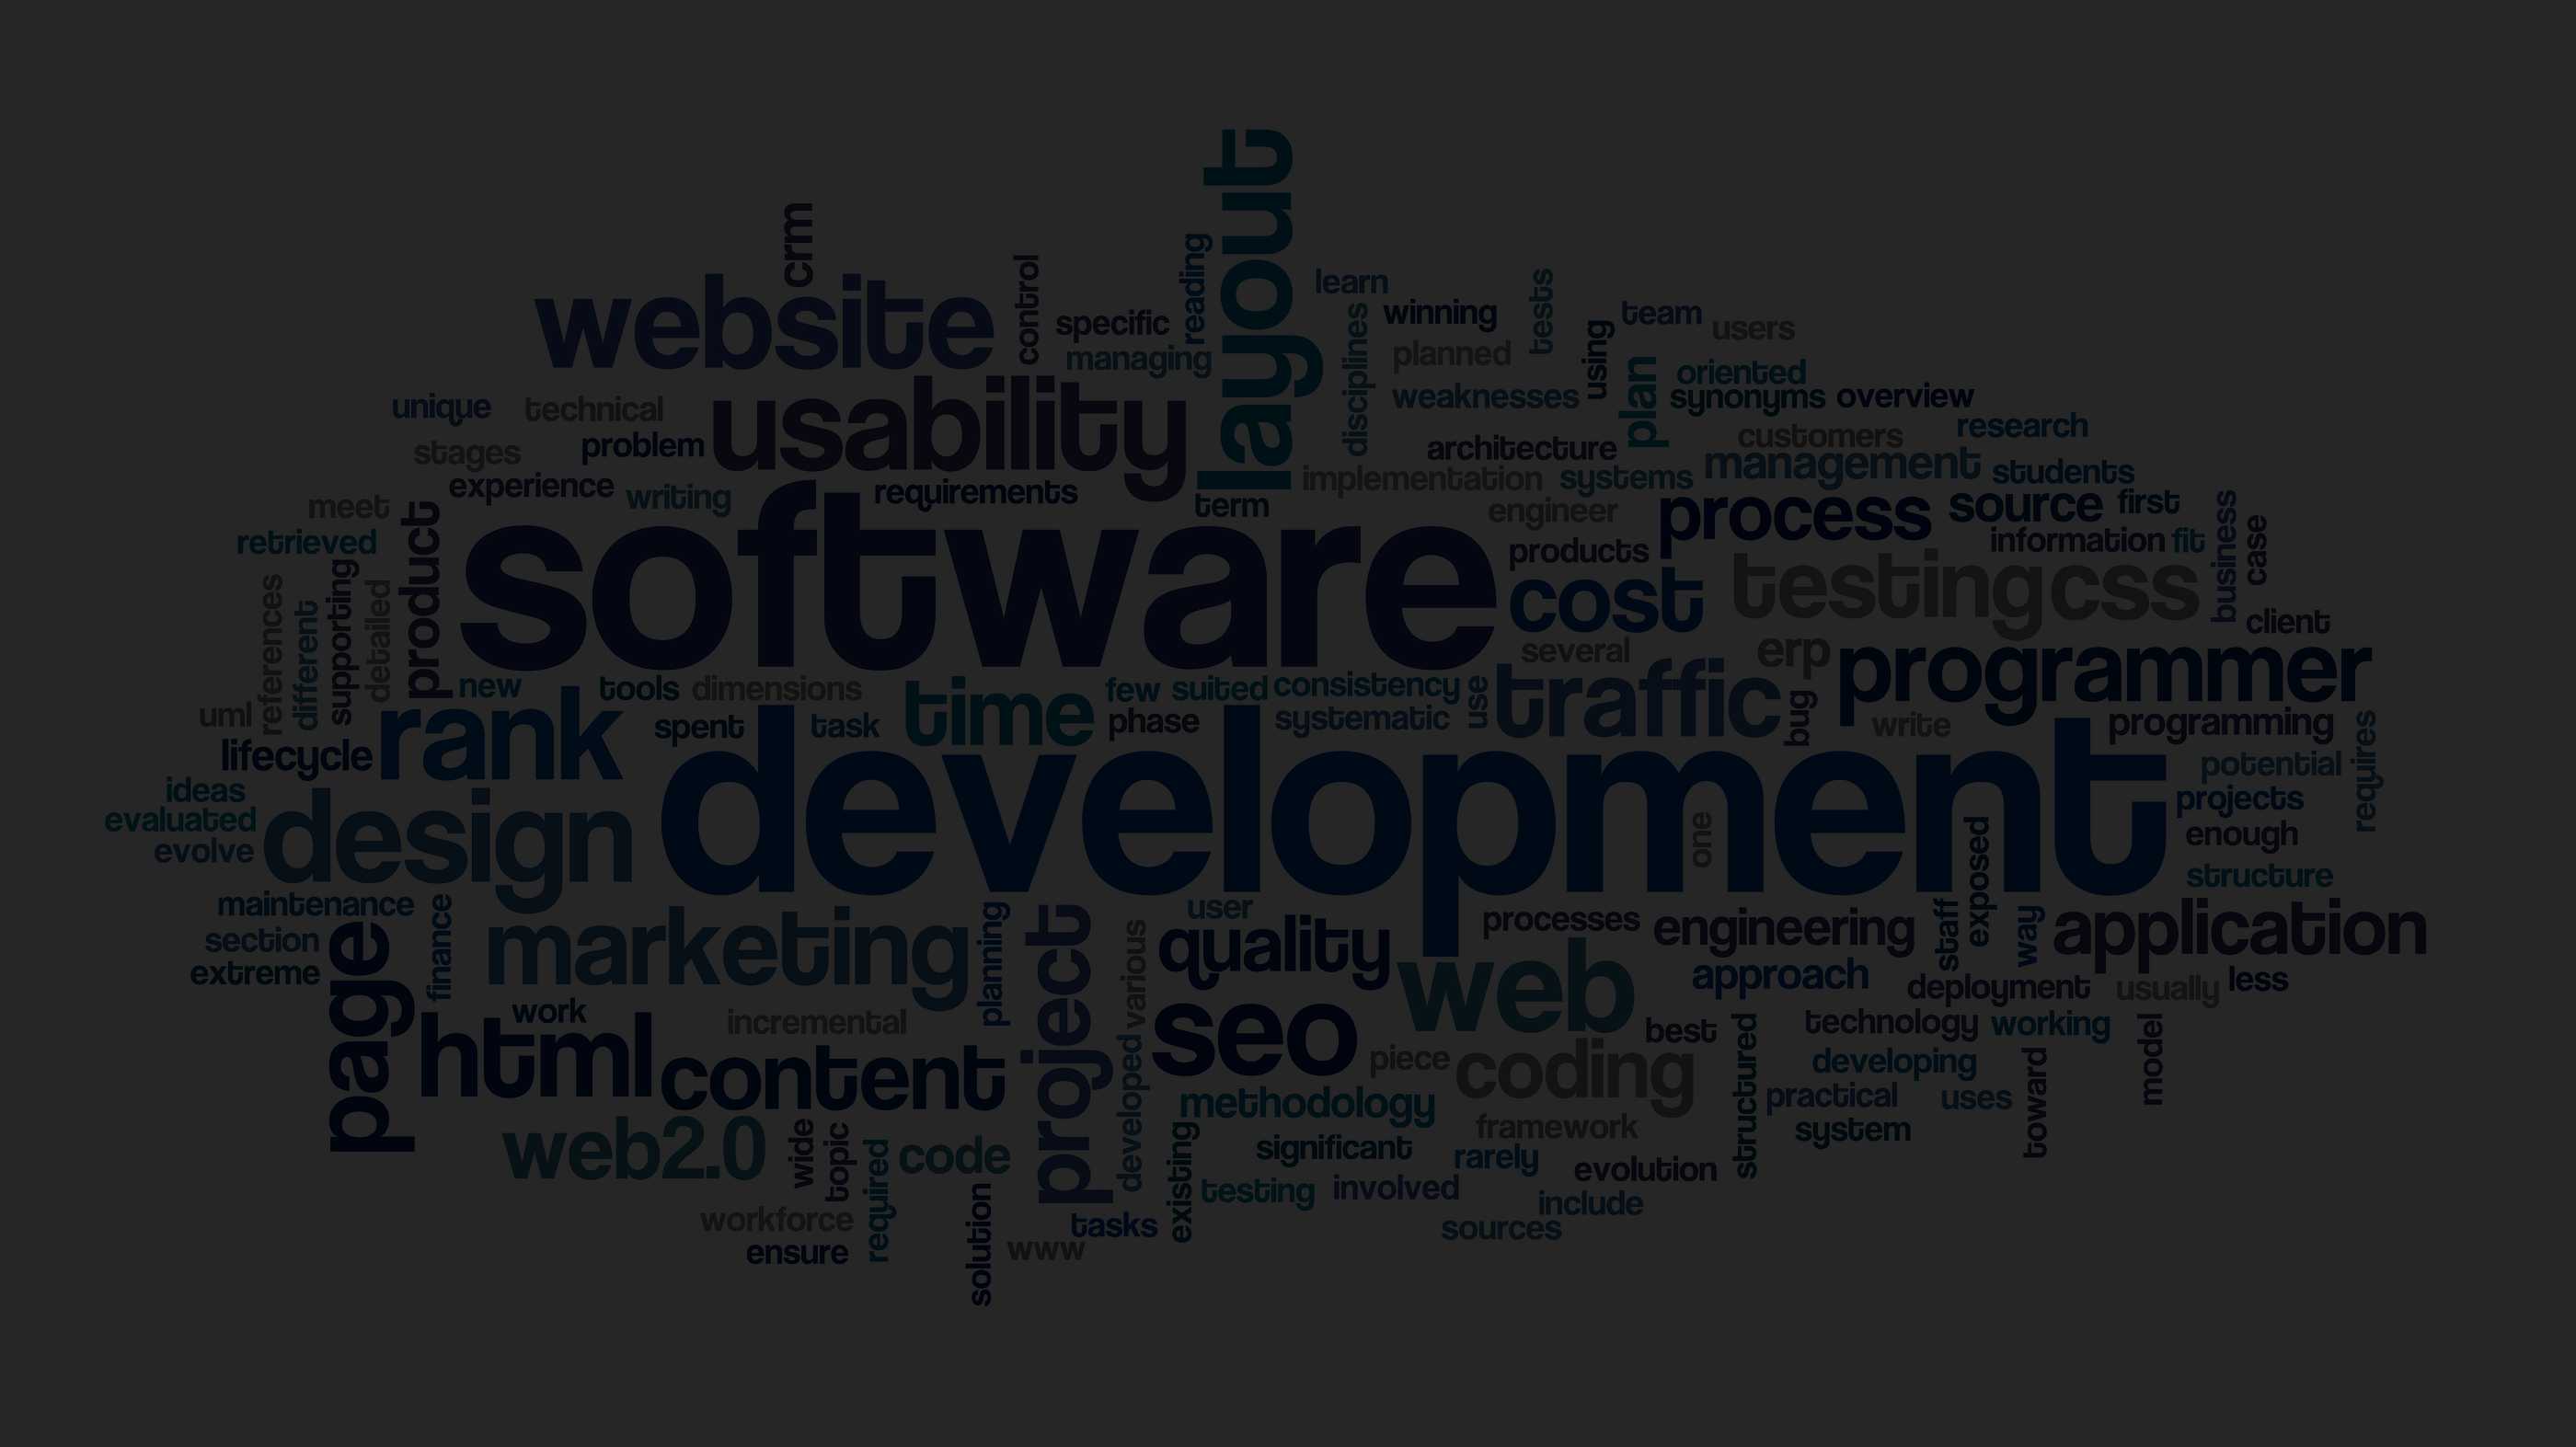 layout
crm
website
control
specific
reading
managing
learn
winning
tests
team
users
disciplines
planned
using
plan
oriented
weaknesses
synonyms
overview
unique
technical
usability
stages
problem
architecture
customers
research
experience
writing
requirements
term
implementation
systems
management
students
meet
product
software
engineer
process
source
first
business
case
retrieved
products
information
fit
references
different
supporting
detailed
cost
testing
css
client
several
erp
programmer
new
tools
dimensions
time
few
suited
consistency
use
traffic
bug
uml
rank
spent
task
phase
systematic
write
programming
requires
lifecycle
development
potential
ideas
projects
evaluated
design
one
enough
evolve
exposed
structure
maintenance
finance
marketing
planning
project
various
user
quality
processes
engineering
staff
way
application
section
page
web
approach
extreme
deployment
usually
less
work
html
incremental
content
developed
seo
piece
coding
best
structured
technology
working
model
developing
toward
methodology
practical
uses
web2.0
wide
topic
required
code
existing
significant
framework
system
rarely
evolution
testing
involved
workforce
solution
tasks
include
sources
ensure
www